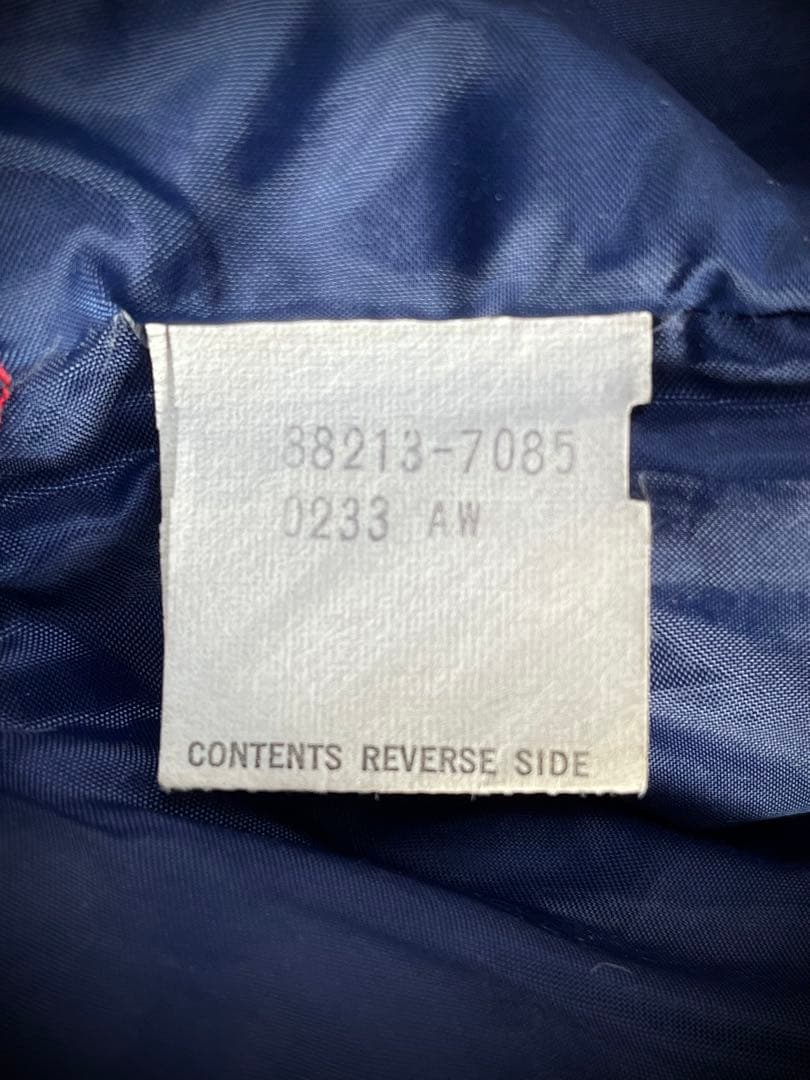 38213-7085
0233 AW
CONTENTS REVERSE SIDE